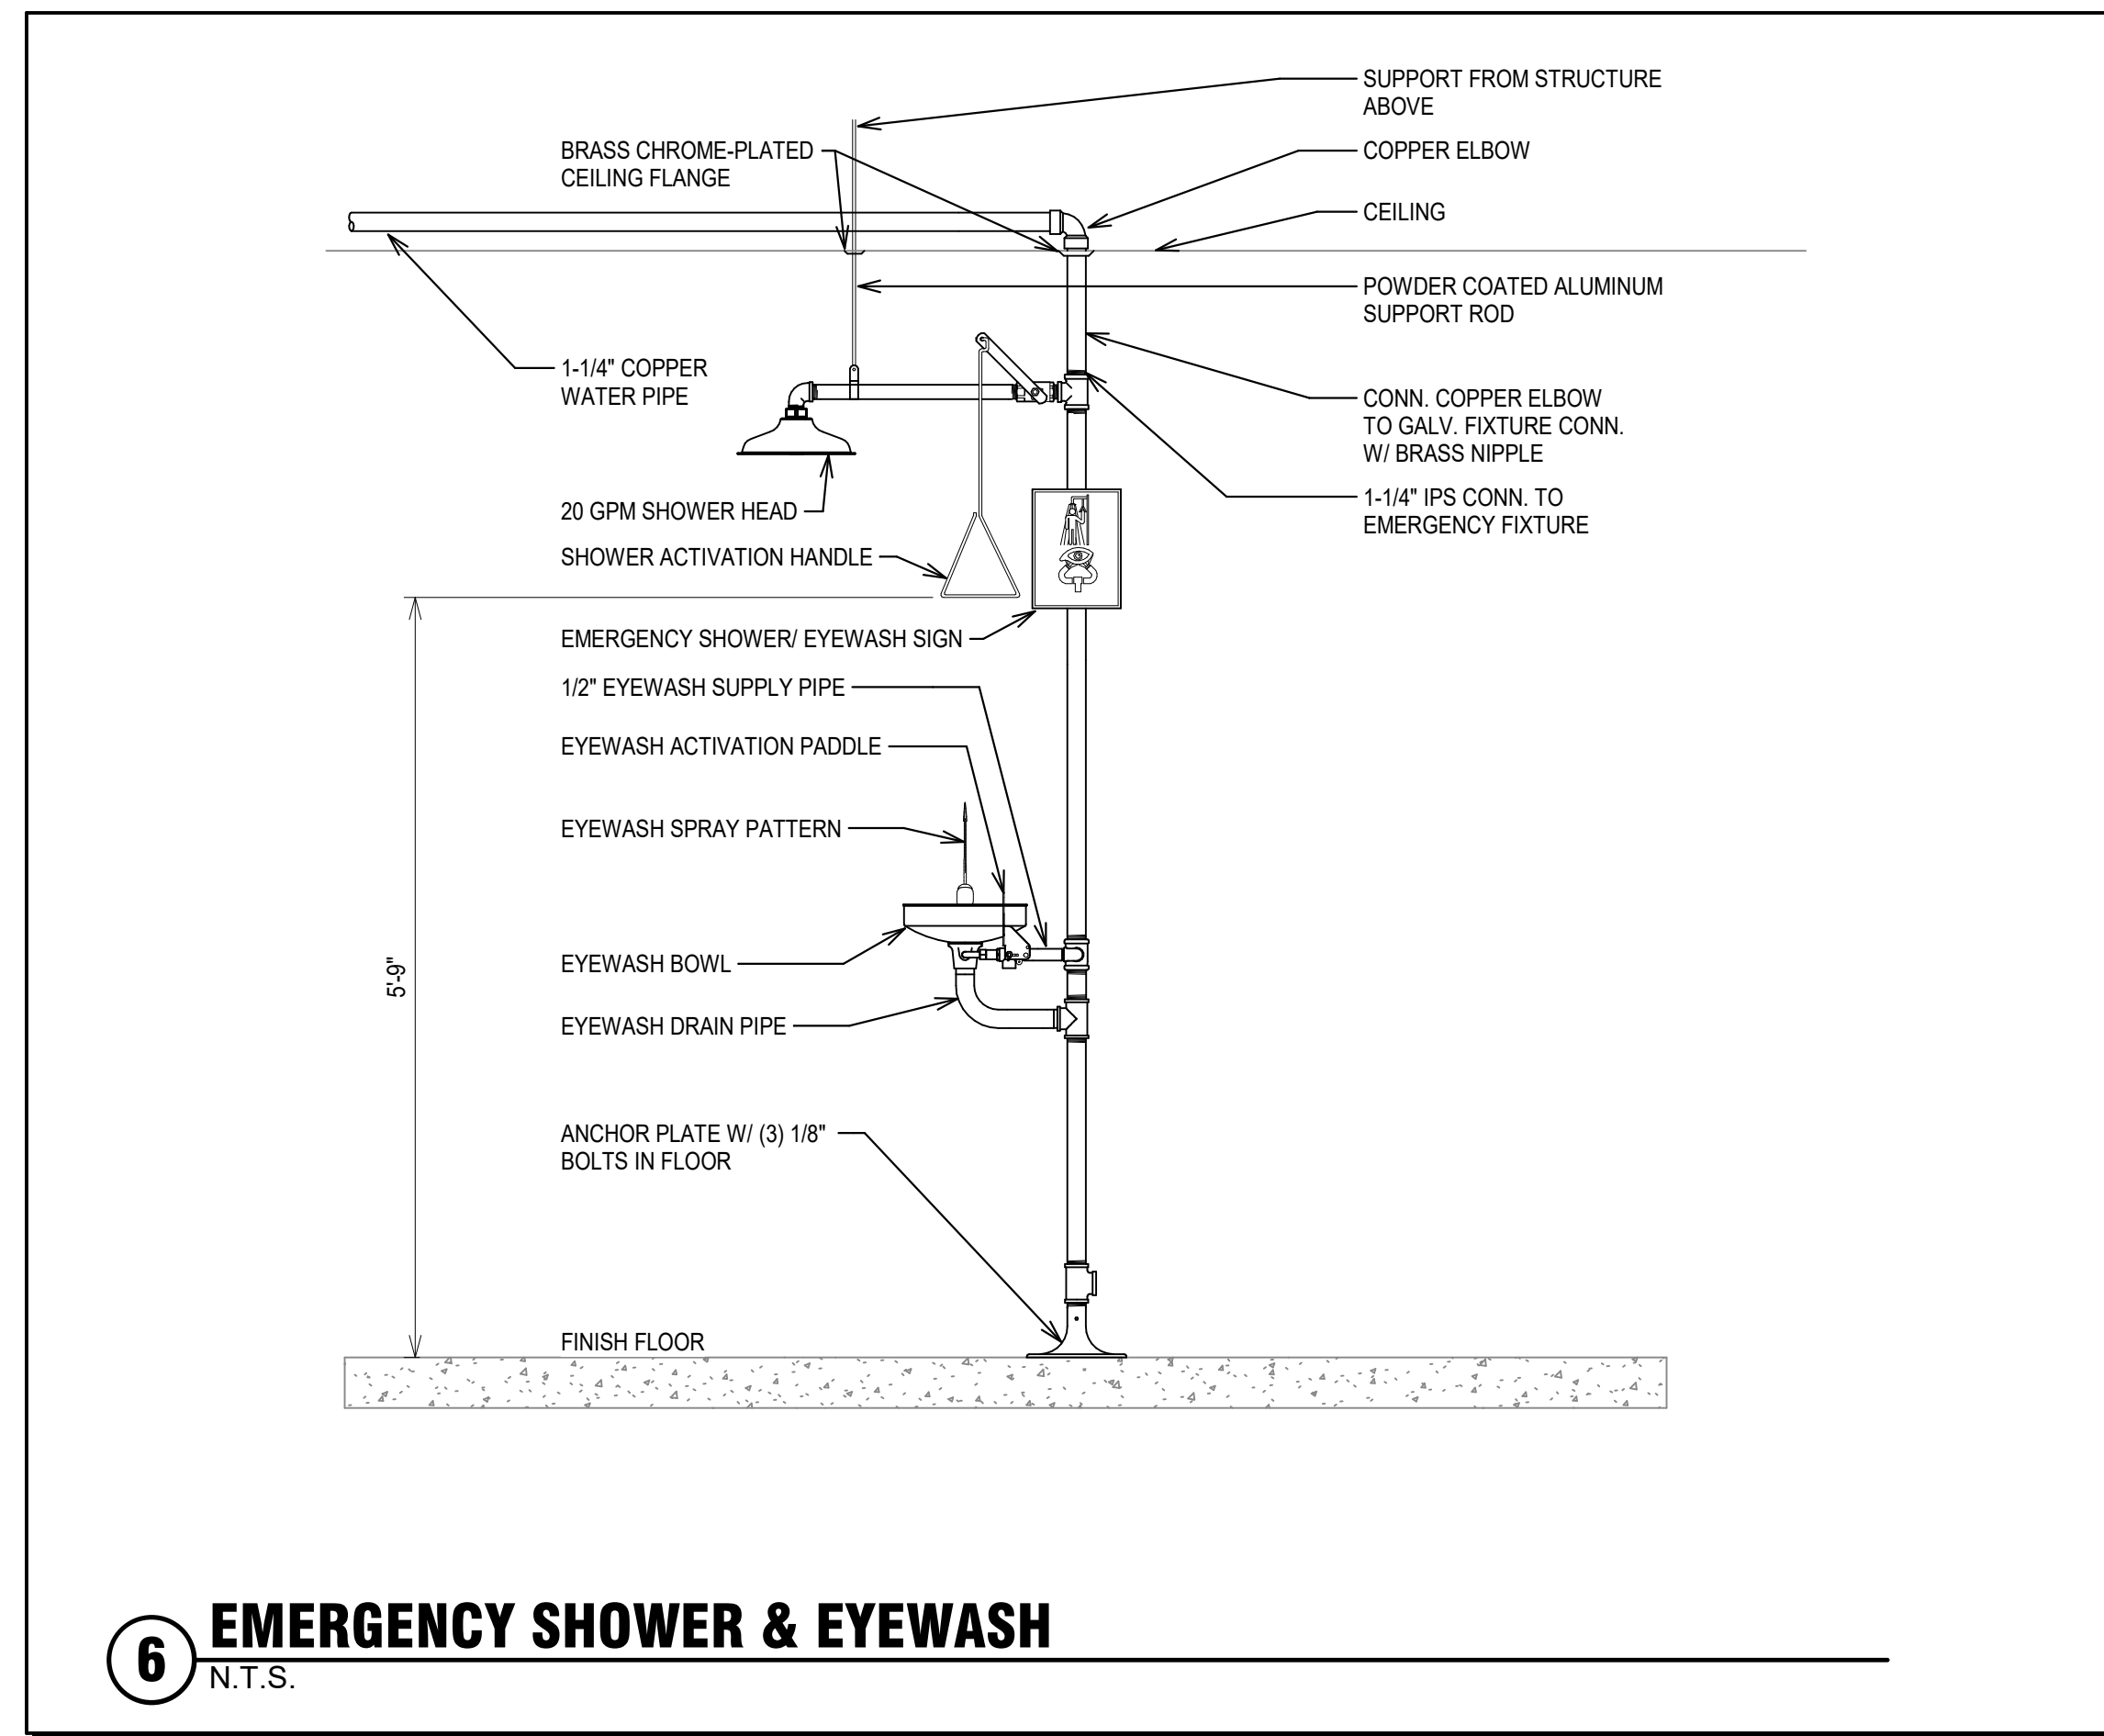 SUPPORT FROM STRUCTURE
ABOVE
BRASS CHROME-PLATED
CEILING FLANGE
COPPER ELBOW
CEILING
POWDER COATED ALUMINUM
SUPPORT ROD
1-1/4" COPPER
WATER PIPE
CONN. COPPER ELBOW
TO GALV. FIXTURE CONN.
W/ BRASS NIPPLE
20 GPM SHOWER HEAD
1-1/4" IPS CONN. TO
EMERGENCY FIXTURE
SHOWER ACTIVATION HANDLE
EMERGENCY SHOWER/ EYEWASH SIGN
1/2" EYEWASH SUPPLY PIPE
EYEWASH ACTIVATION PADDLE
EYEWASH SPRAY PATTERN
5'-9"
EYEWASH BOWL
EYEWASH DRAIN PIPE
ANCHOR PLATE W/ (3) 1/8"
BOLTS IN FLOOR
FINISH FLOOR
6
EMERGENCY SHOWER & EYEWASH
N.T.S.